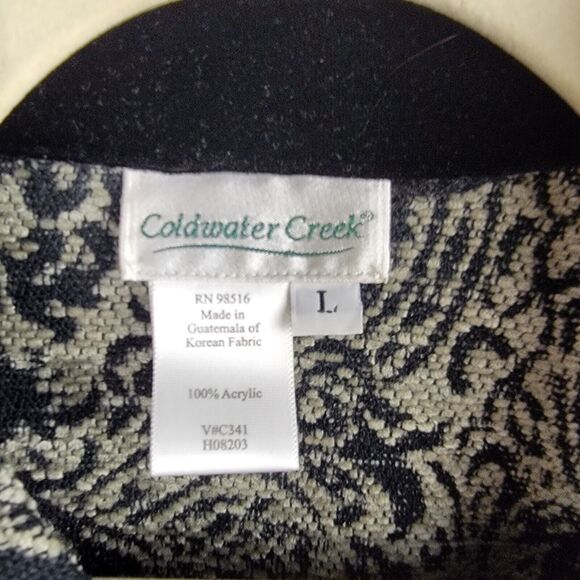 Coldwater Creek®
L
RN 98516
Made in
Guatemala of
Korean Fabric
100% Acrylic
V#C341
H08203